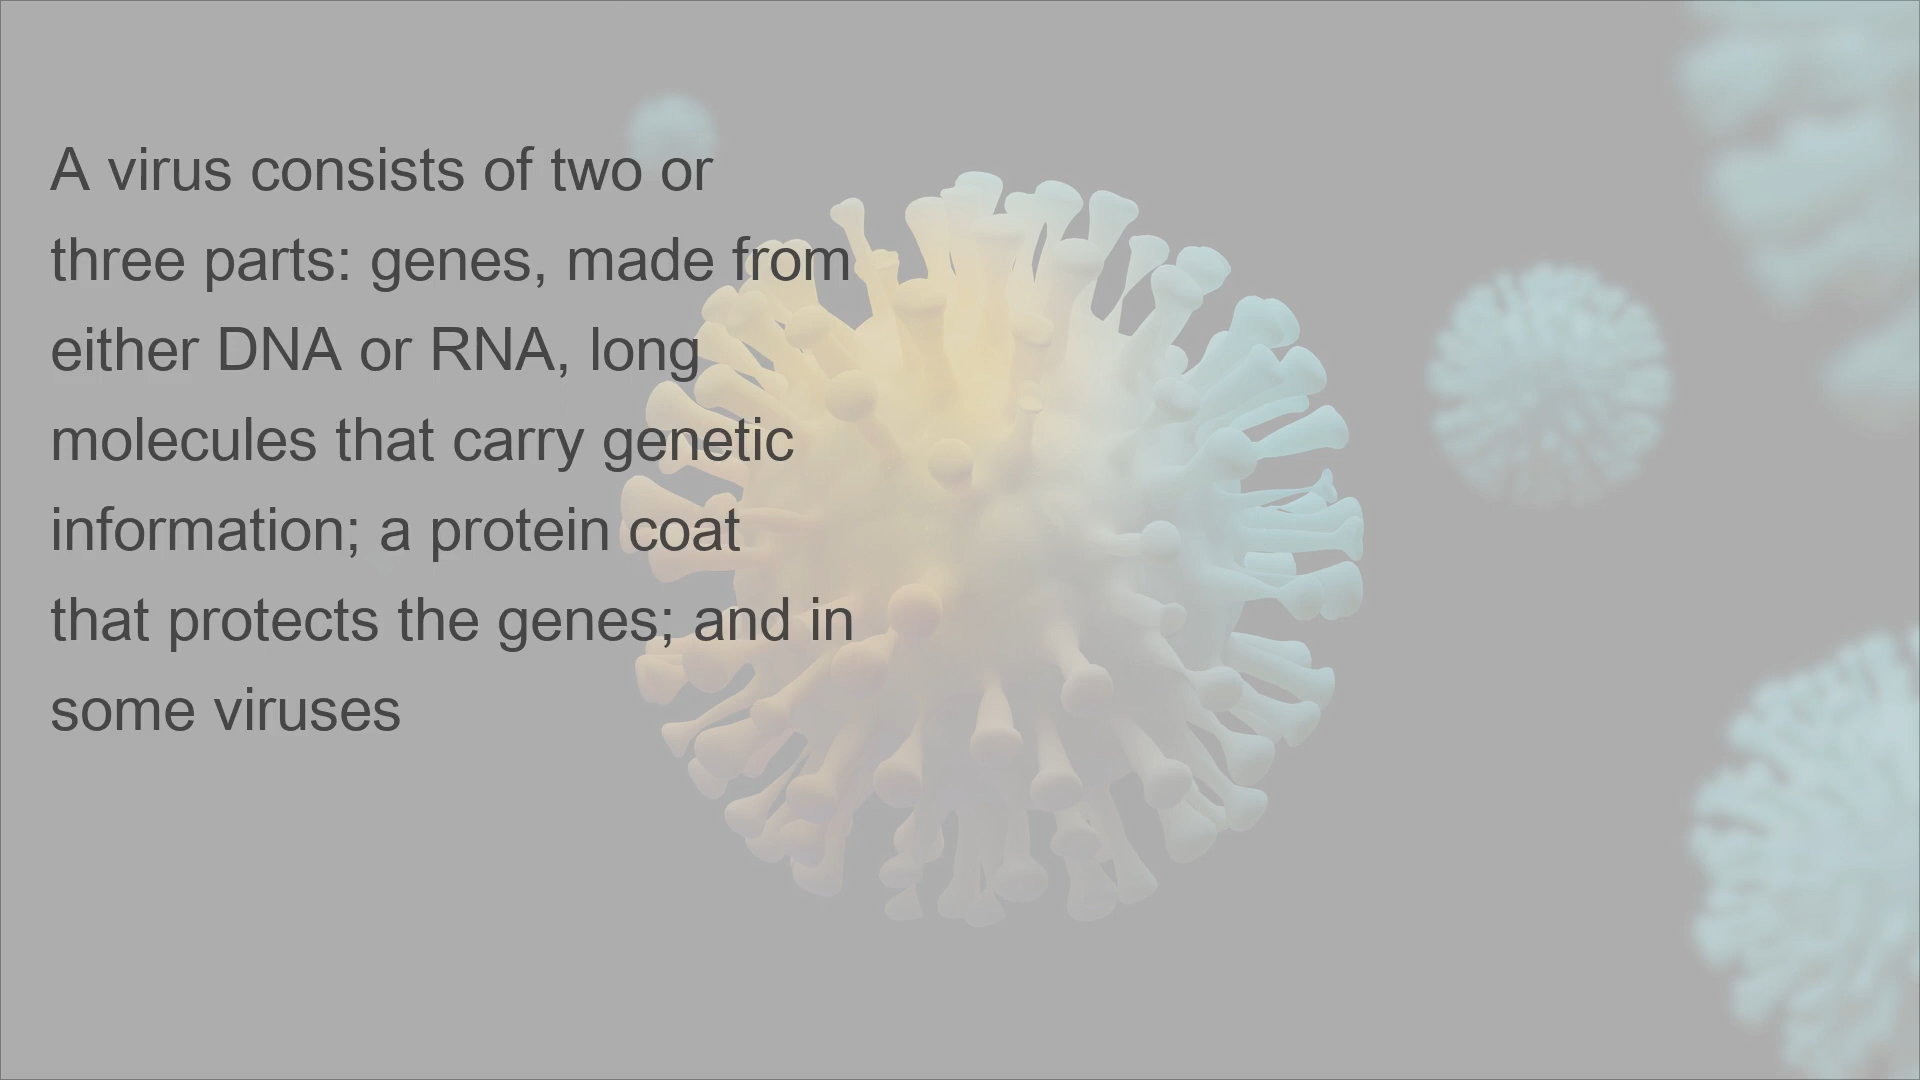 A virus consists of two or
three parts: genes, made from
either DNA or RNA, long
molecules that carry genetic
information; a protein coat
that protects the genes; and in
some viruses